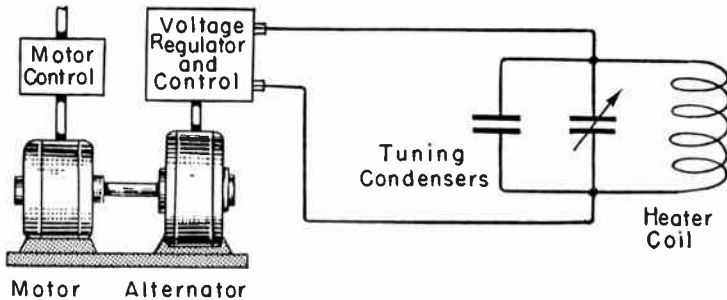 Motor
Control
Voltage
Regulator
and
Control
Tuning
Condensers
Heater
Coil
Motor
Alternator